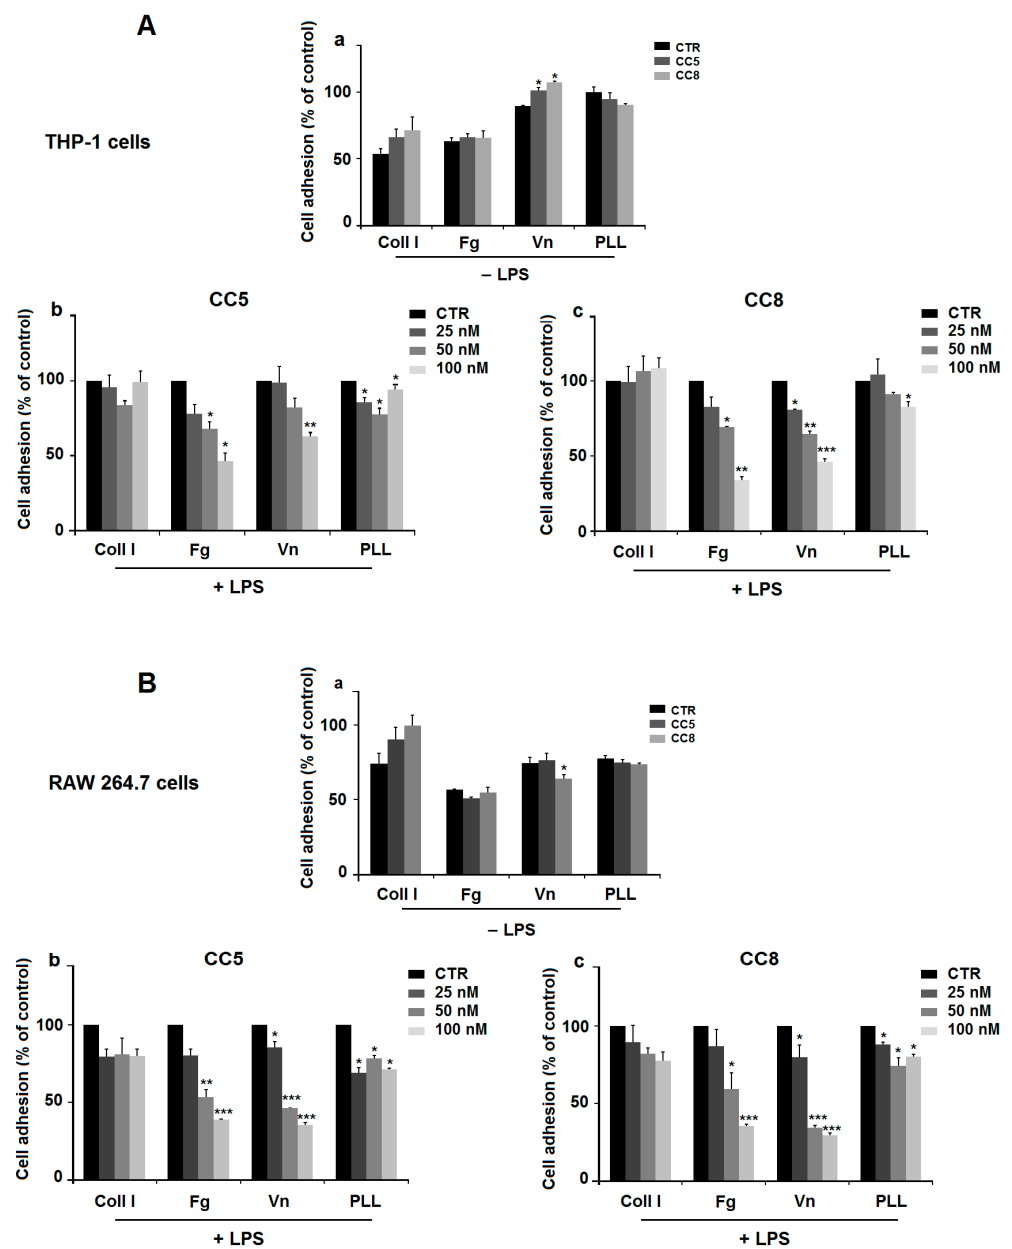 A
a
CTR
CC5
CC8
Cell adhesion (% of control)
100
50
0
THP-1 cells
Coll I Fg Vn PLL
– LPS
* *
b
CC5
CTR
25 nM
50 nM
100 nM
Cell adhesion (% of control)
100
50
0
* * ** * * *
Coll I Fg Vn PLL
+ LPS
c
CC8
CTR
25 nM
50 nM
100 nM
Cell adhesion (% of control)
100
50
0
* ** * ** *** *
Coll I Fg Vn PLL
+ LPS
B
a
CTR
CC5
CC8
Cell adhesion (% of control)
100
50
0
*
RAW 264.7 cells
Coll I Fg Vn PLL
– LPS
b
CC5
CTR
25 nM
50 nM
100 nM
Cell adhesion (% of control)
100
50
0
** *** * *** *** * * *
Coll I Fg Vn PLL
+ LPS
c
CC8
CTR
25 nM
50 nM
100 nM
Cell adhesion (% of control)
100
50
0
* *** * *** *** * * *
Coll I Fg Vn PLL
+ LPS